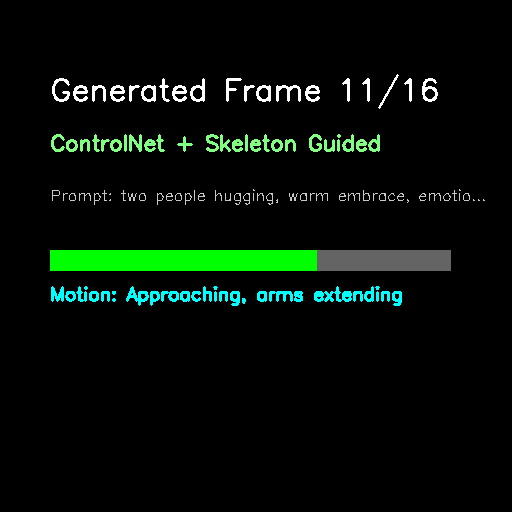 Generated Frame 11/16
ControlNet + Skeleton Guided
Prompt: two people hugging, warm embrace, emotio...
Motion: Approaching, arms extending